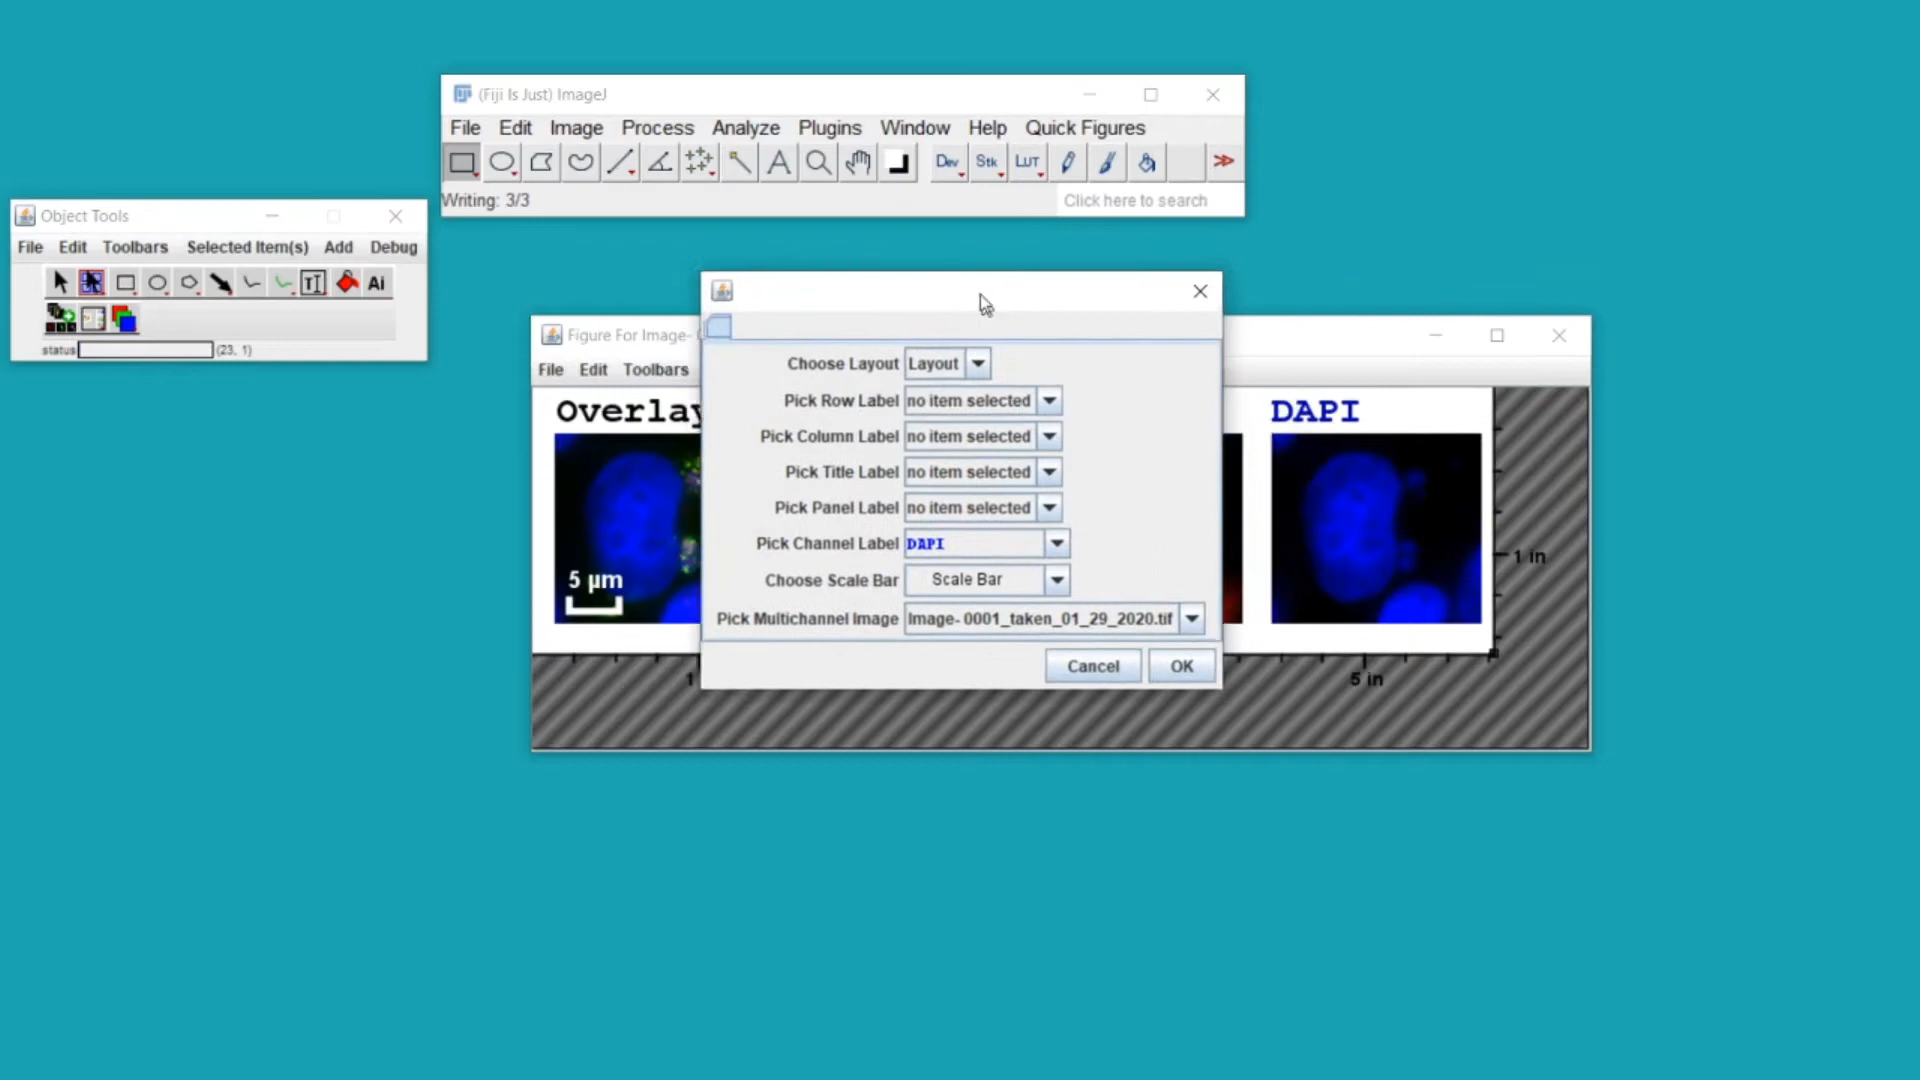 (Fiji Is Just) ImageJ
File Edit Image Process Analyze Plugins Window Help Quick Figures
Dev Stk LUT
Writing: 3/3
Click here to search
Object Tools
File Edit Toolbars Selected Item(s) Add Debug
TI Ai
status
(23, 1)
Figure For Image-
File Edit Toolbars
Overlay
DAPI
5 µm
1 in
1
5 in
Choose Layout Layout
Pick Row Label no item selected
Pick Column Label no item selected
Pick Title Label no item selected
Pick Panel Label no item selected
Pick Channel Label DAPI
Choose Scale Bar Scale Bar
Pick Multichannel Image Image- 0001_taken_01_29_2020.tif
Cancel OK